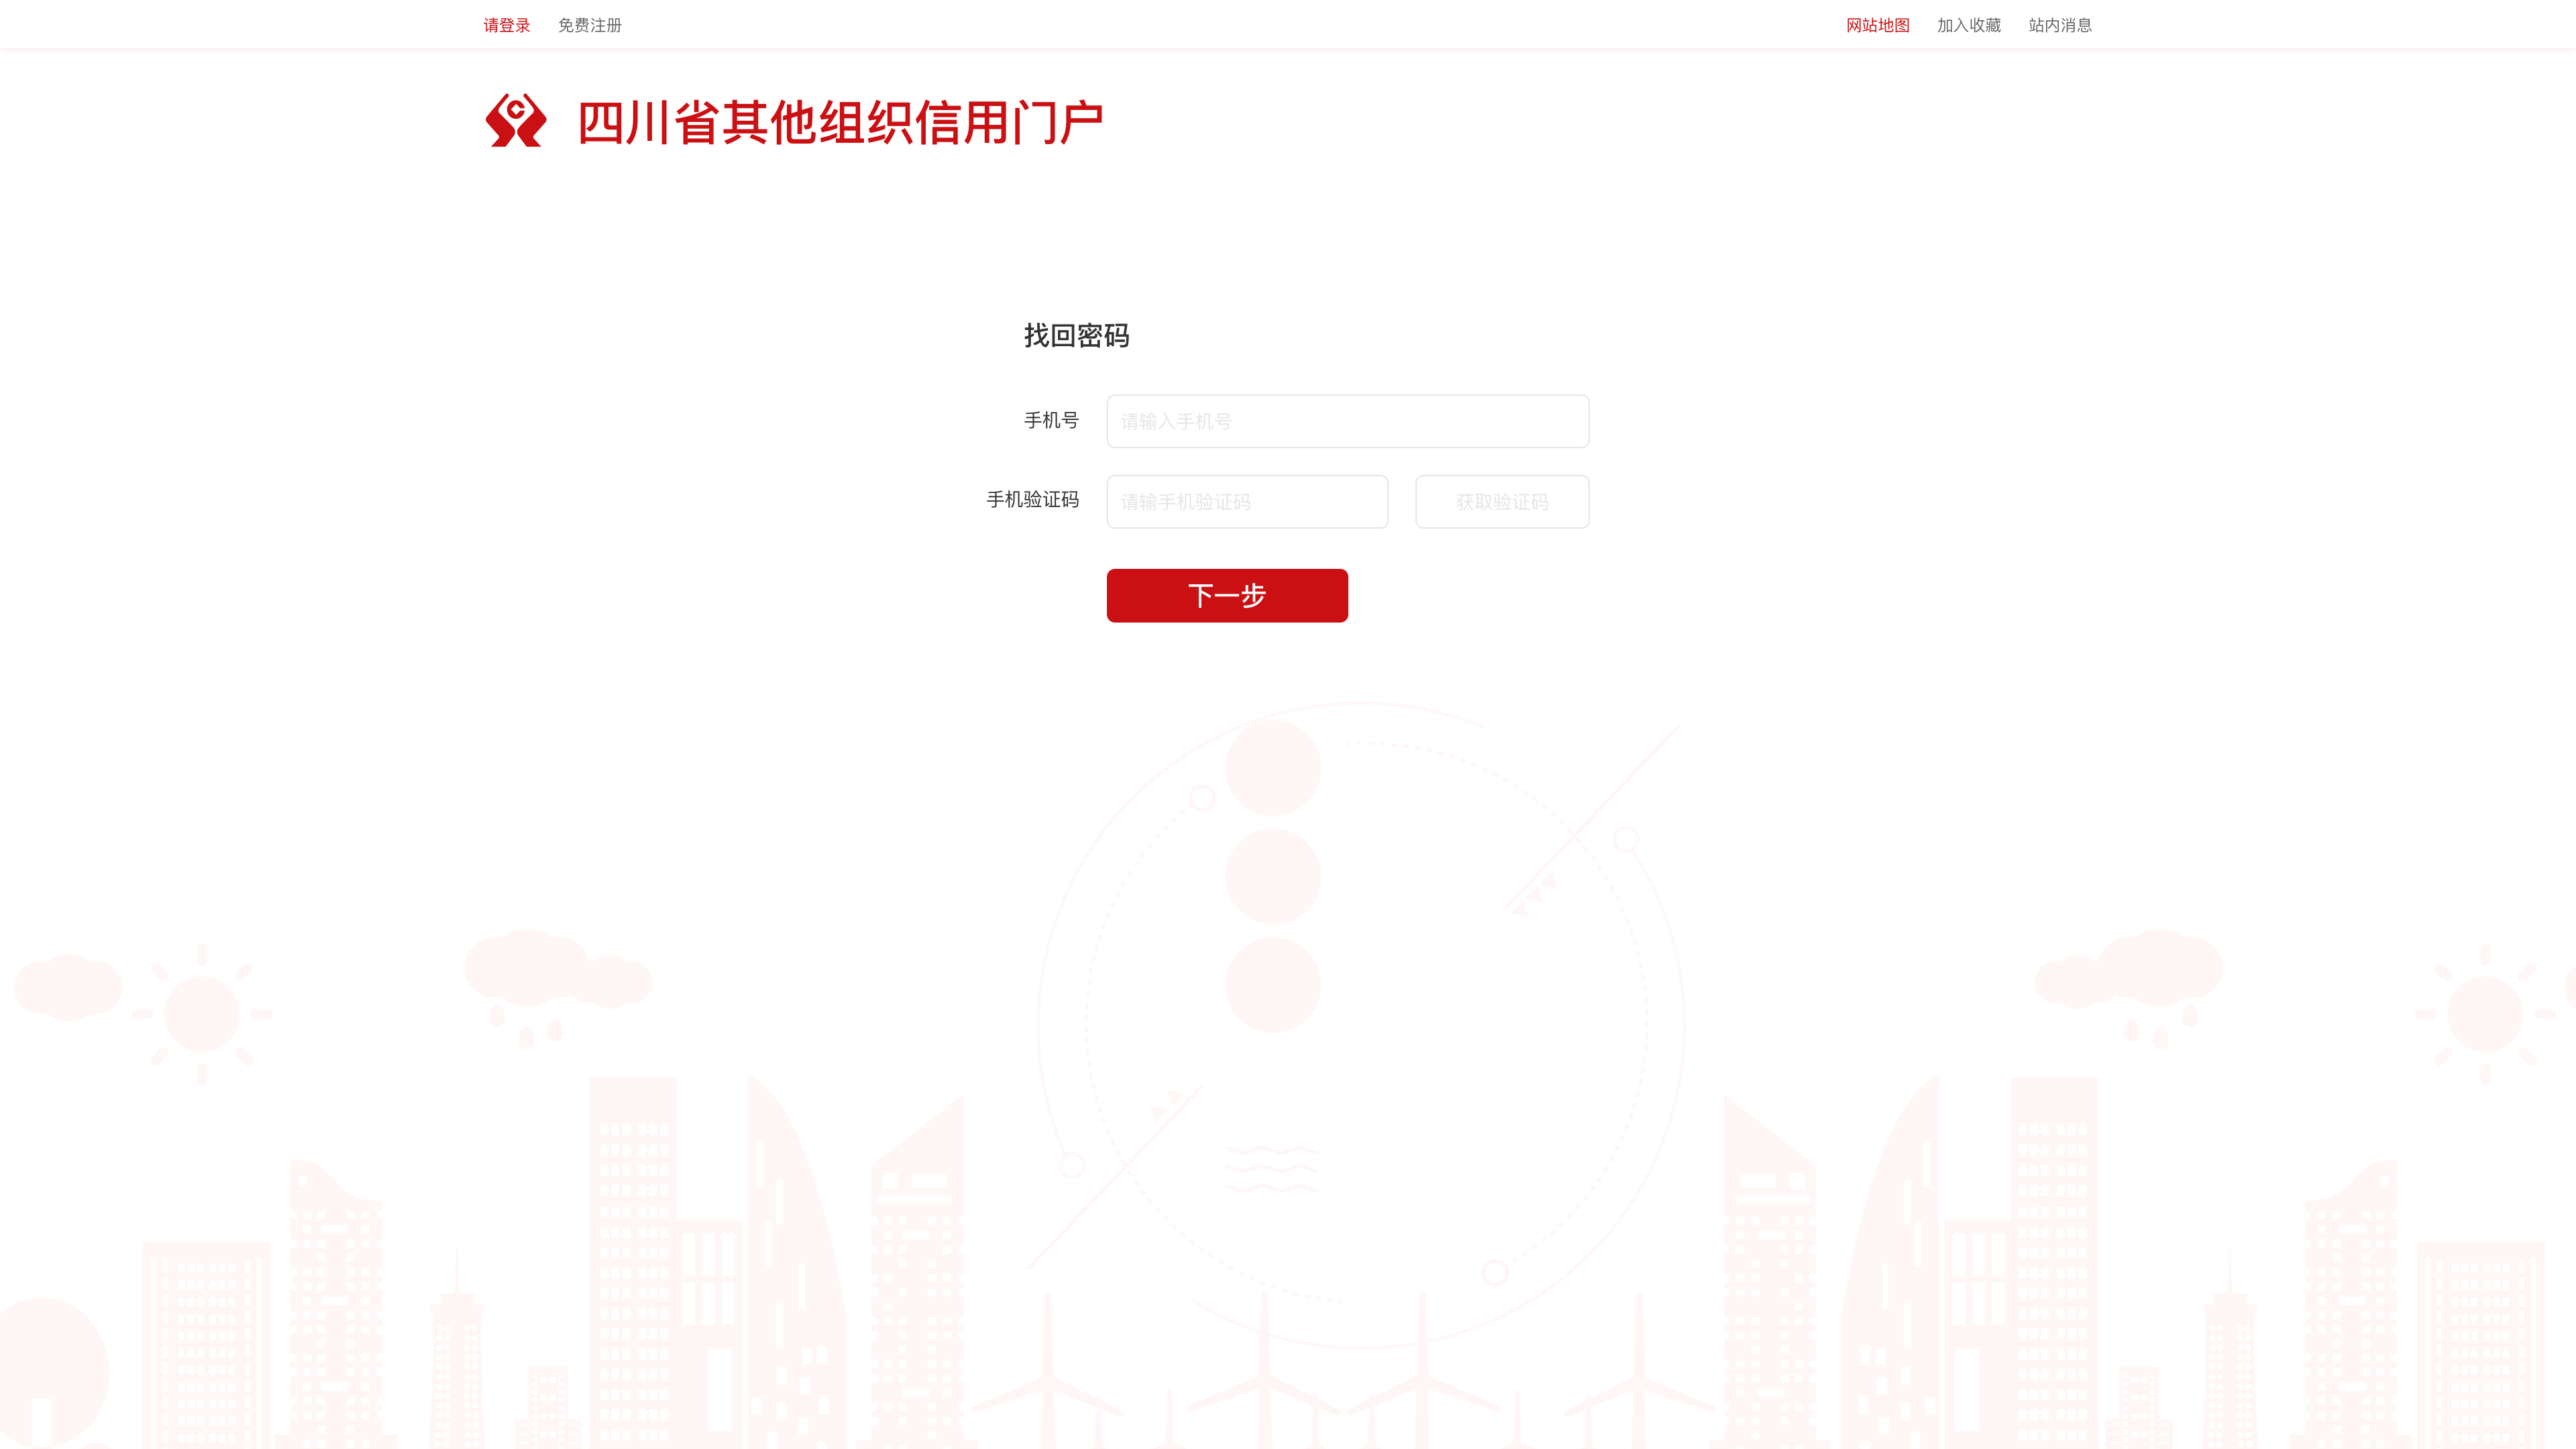 请登录 免费注册 网站地图 加入收藏 站内消息
四川省其他组织信用门户
找回密码
手机号 请输入手机号
手机验证码 请输手机验证码 获取验证码
下一步